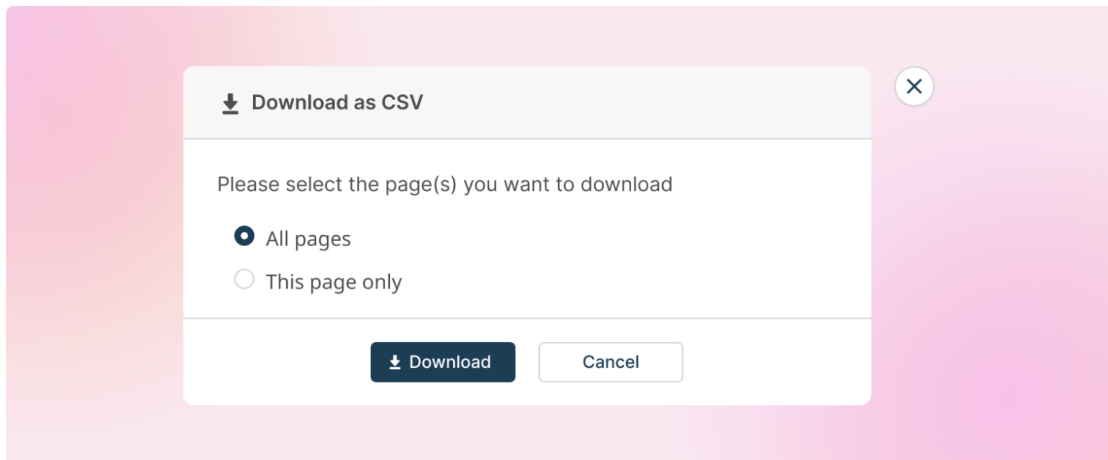 Download as CSV
Please select the page(s) you want to download
All pages
This page only
Download
Cancel